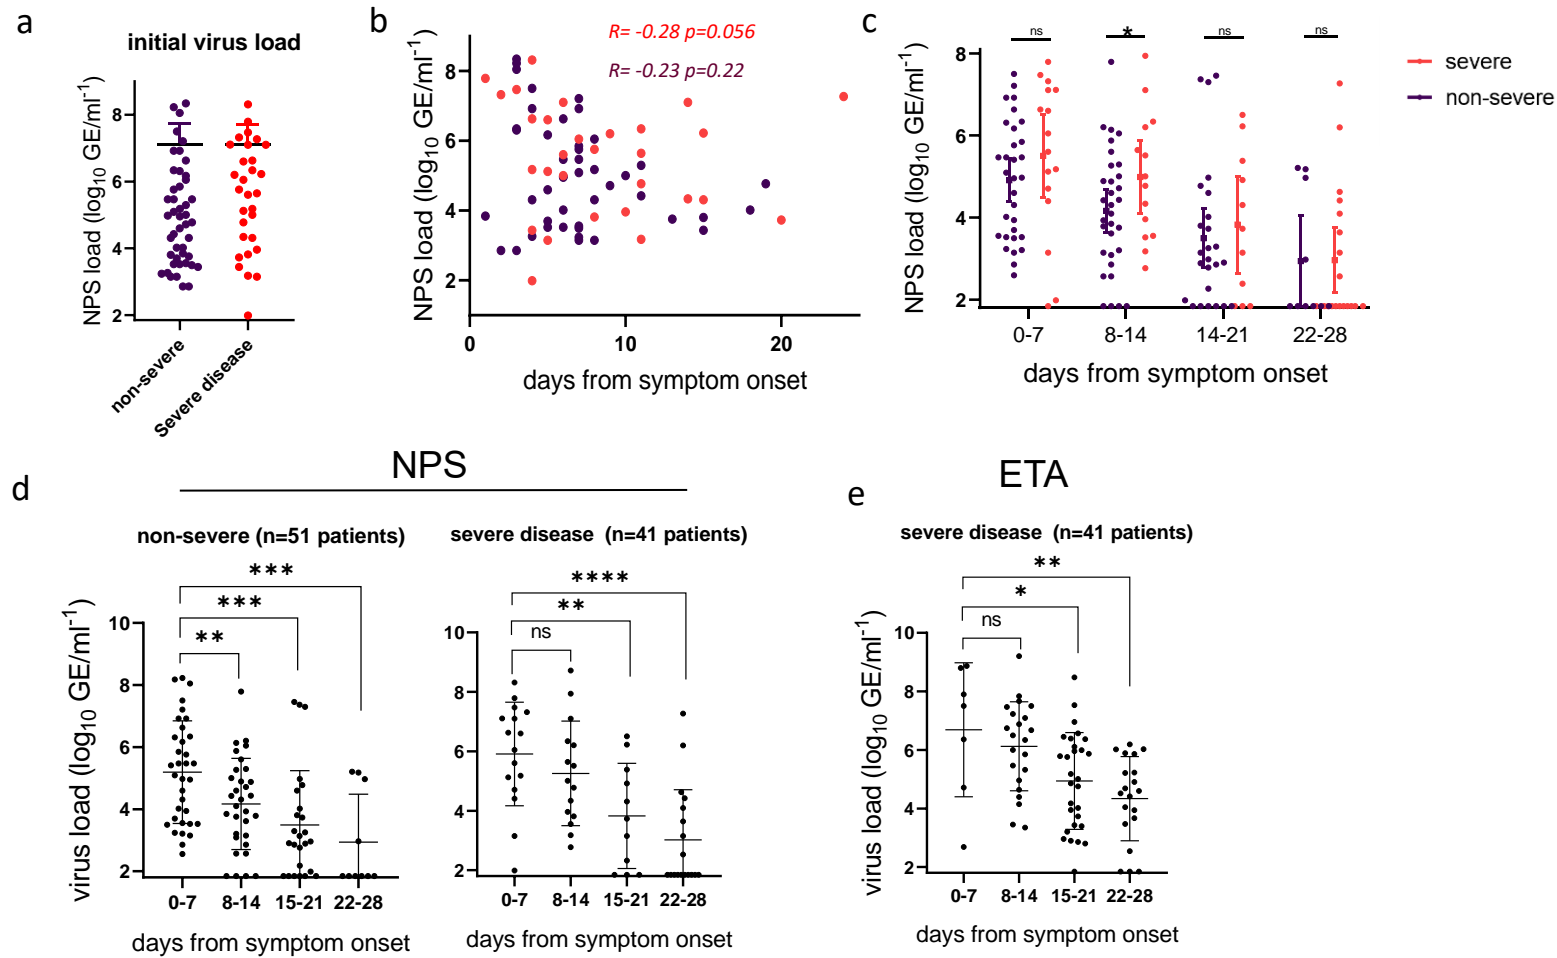 a
initial virus load
NPS load (log10 GE/ml-1)
8
6
4
2
non-severe
Severe disease
b
R= -0.28 p=0.056
R= -0.23 p=0.22
NPS load (log10 GE/ml-1)
8
6
4
2
0 10 20
days from symptom onset
c
ns * ns ns
severe
non-severe
NPS load (log10 GE/ml-1)
8
6
4
2
0-7 8-14 14-21 22-28
days from symptom onset
NPS
d
non-severe (n=51 patients)
***
***
**
virus load (log10 GE/ml-1)
10
8
6
4
2
0-7 8-14 15-21 22-28
days from symptom onset
severe disease (n=41 patients)
****
**
ns
10
8
6
4
2
0-7 8-14 15-21 22-28
days from symptom onset
ETA
e
severe disease (n=41 patients)
**
*
ns
virus load (log10 GE/ml-1)
10
8
6
4
2
0-7 8-14 15-21 22-28
days from symptom onset